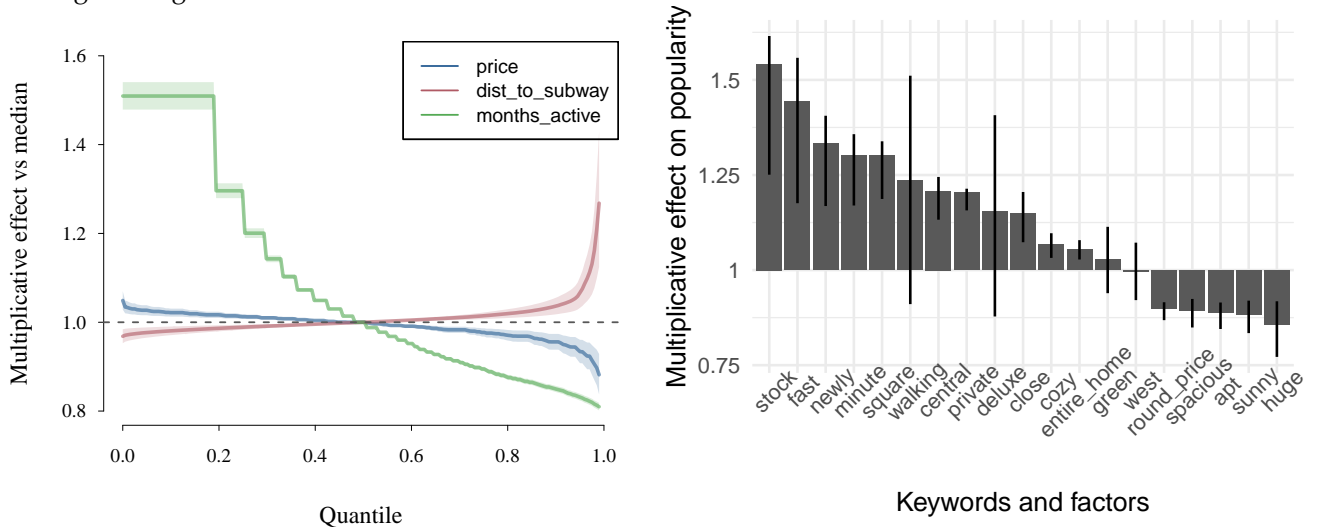 Multiplicative effect vs median
1.6
1.4
1.2
1.0
0.8
price
dist_to_subway
months_active
0.0 0.2 0.4 0.6 0.8 1.0
Quantile
Multiplicative effect on popularity
1.5
1.25
1
0.75
stock
fast
newly
minute
square
walking
central
private
deluxe
close
cozy
entire_home
green
west
round_price
spacious
apt
sunny
huge
Keywords and factors